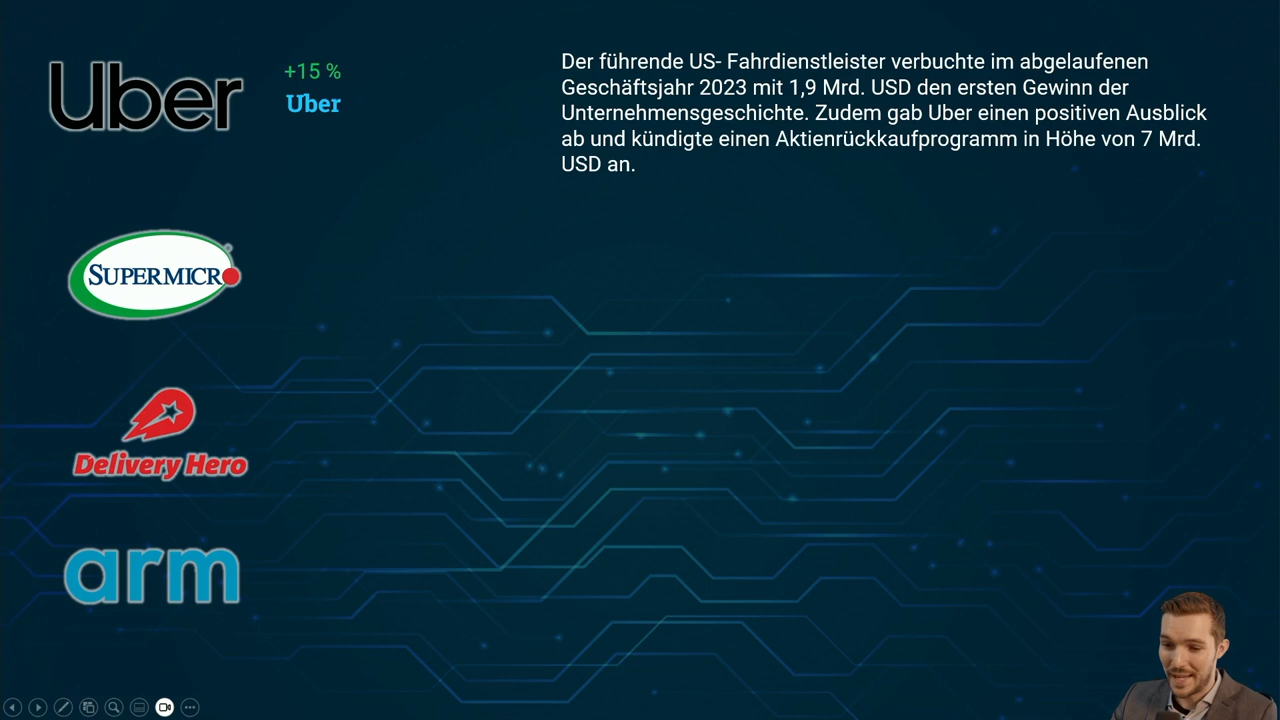 Uber
+15 %
Uber
Der führende US- Fahrdienstleister verbuchte im abgelaufenen
Geschäftsjahr 2023 mit 1,9 Mrd. USD den ersten Gewinn der
Unternehmensgeschichte. Zudem gab Uber einen positiven Ausblick
ab und kündigte einen Aktienrückkaufprogramm in Höhe von 7 Mrd.
USD an.
SUPERMICR
Delivery Hero
arm